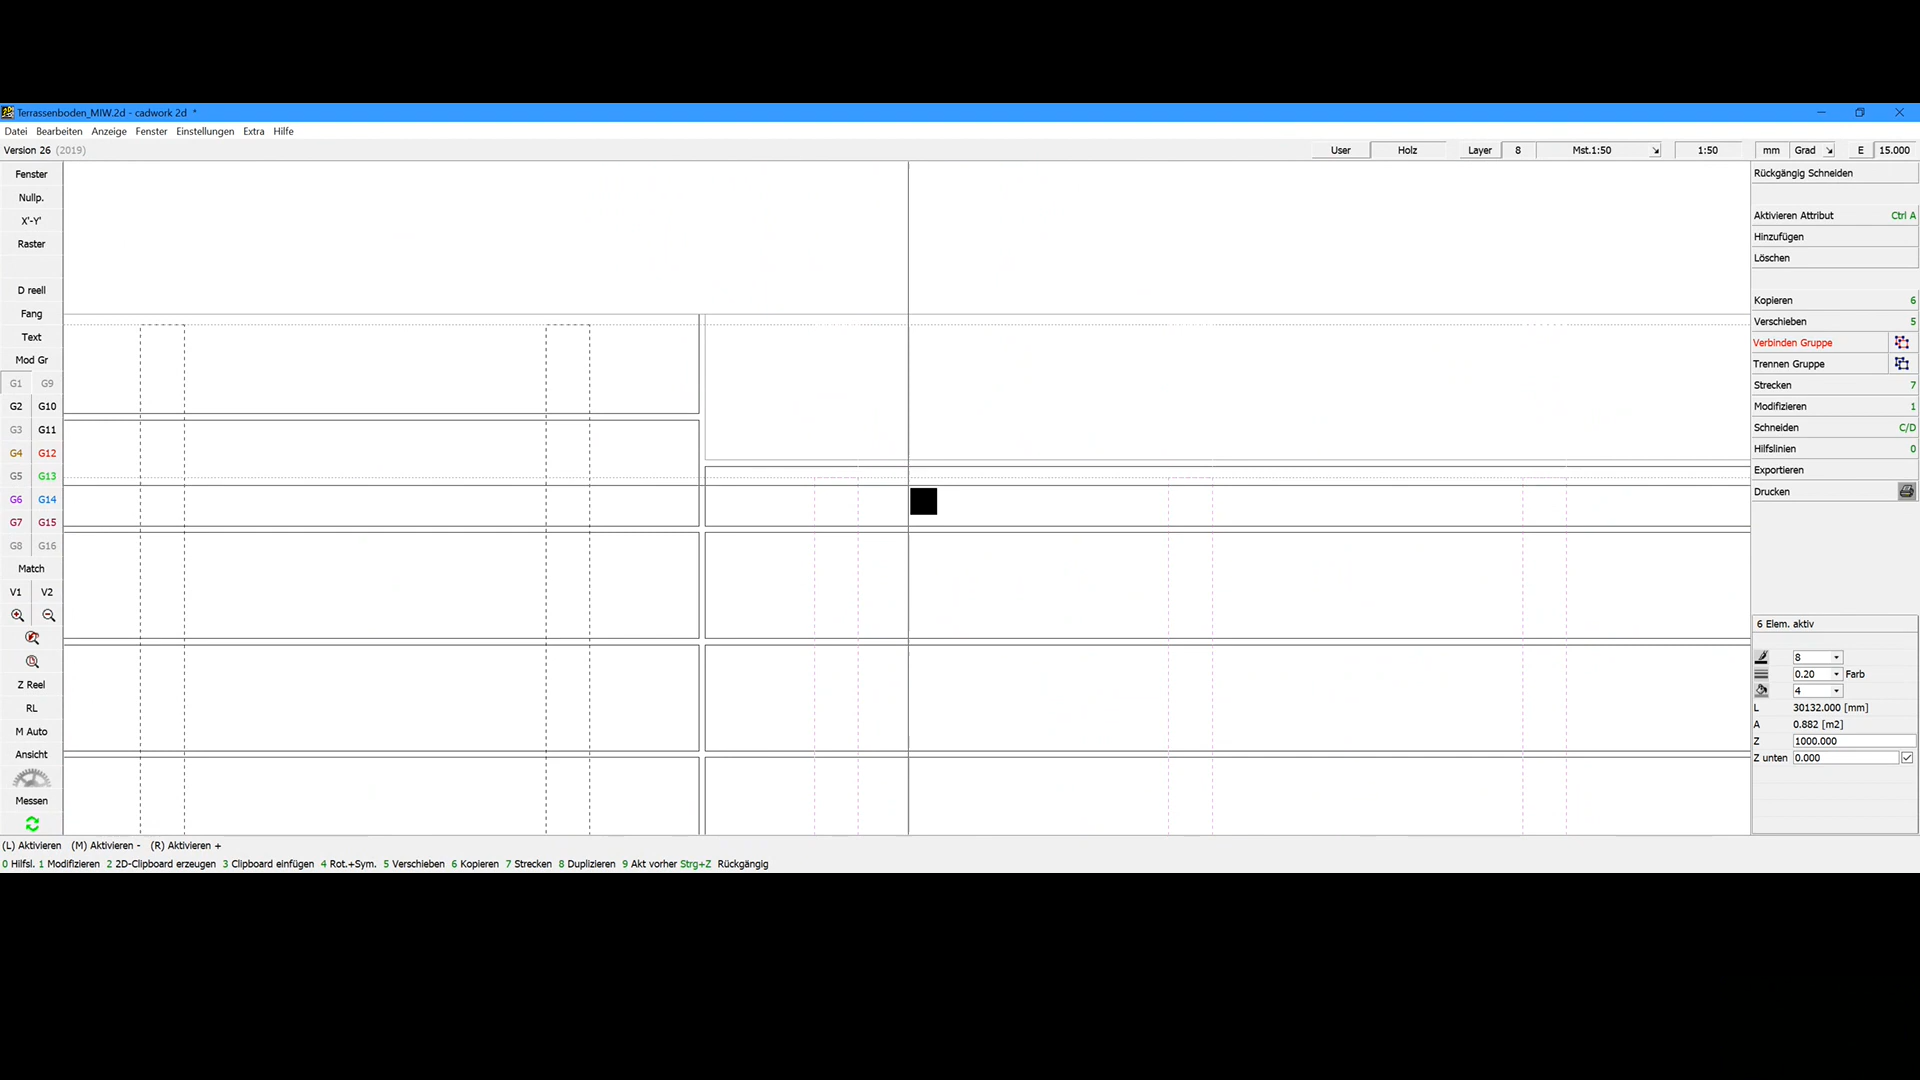 Terrassenboden_MIW.2d - cadwork 2d *
Datei Bearbeiten Anzeige Fenster Einstellungen Extra Hilfe
Version 26 (2019) User Holz Layer 8 Mst.1:50 1:50 mm Grad E 15.000
Fenster
Nullp.
X'-Y'
Raster
D reell
Fang
Text
Mod Gr
G1 G9
G2 G10
G3 G11
G4 G12
G5 G13
G6 G14
G7 G15
G8 G16
Match
V1 V2
Z Reel
RL
M Auto
Ansicht
Messen
Rückgängig Schneiden
Aktivieren Attribut Ctrl A
Hinzufügen
Löschen
Kopieren 6
Verschieben 5
Verbinden Gruppe
Trennen Gruppe
Strecken 7
Modifizieren 1
Schneiden C/D
Hilfslinien 0
Exportieren
Drucken
6 Elem. aktiv
8
0.20 Farb
4
L 30132.000 [mm]
A 0.882 [m2]
Z 1000.000
Z unten 0.000
(L) Aktivieren (M) Aktivieren - (R) Aktivieren +
0 Hilfsl. 1 Modifizieren 2 2D-Clipboard erzeugen 3 Clipboard einfügen 4 Rot.+Sym. 5 Verschieben 6 Kopieren 7 Strecken 8 Duplizieren 9 Akt vorher Strg+Z Rückgängig